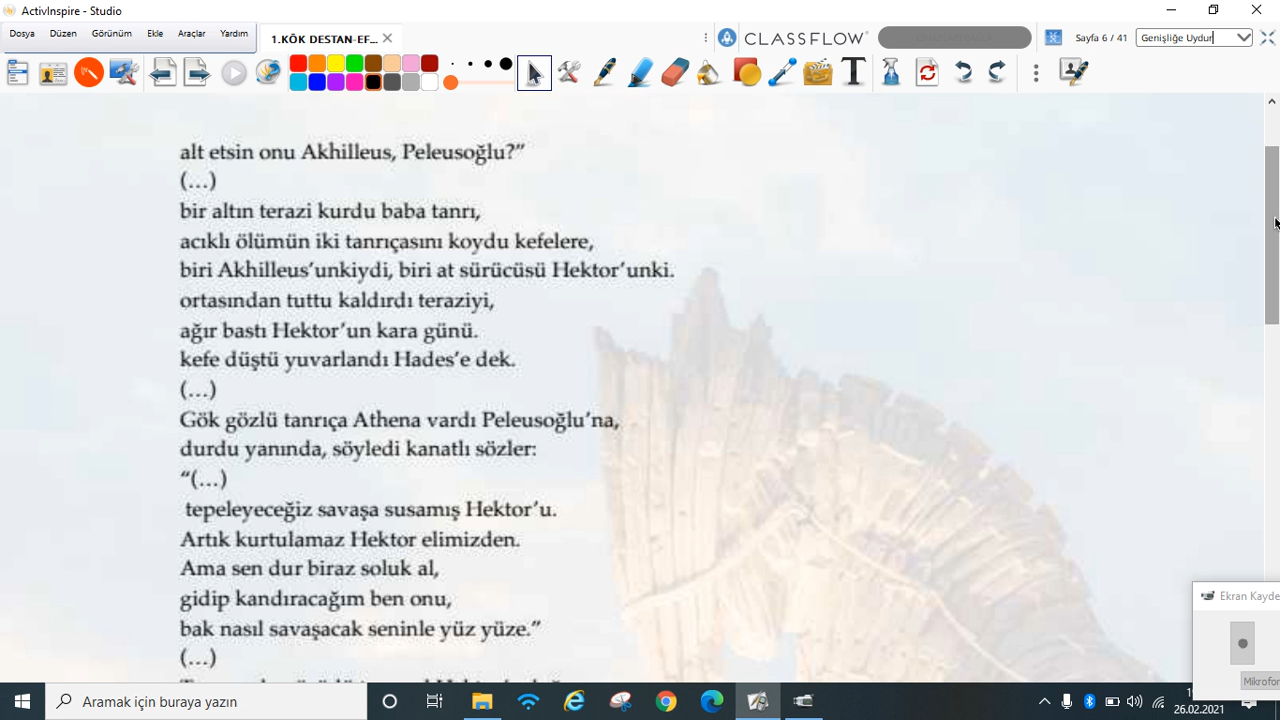 ActivInspire - Studio
Dosya Düzen Görünüm Ekle Araçlar Yardım
1.KÖK DESTAN-EF...
CLASSFLOW
Sayfa 6 / 41
Genişliğe Uydur
alt etsin onu Akhilleus, Peleusoğlu?”
(…)
bir altın terazi kurdu baba tanrı,
acıklı ölümün iki tanrıçasını koydu kefelere,
biri Akhilleus’unkiydi, biri at sürücüsü Hektor’unki.
ortasından tuttu kaldırdı teraziyi,
ağır bastı Hektor’un kara günü.
kefe düştü yuvarlandı Hades’e dek.
(…)
Gök gözlü tanrıça Athena vardı Peleusoğlu’na,
durdu yanında, söyledi kanatlı sözler:
“(…)
tepeleyeceğiz savaşa susamış Hektor’u.
Artık kurtulamaz Hektor elimizden.
Ama sen dur biraz soluk al,
gidip kandıracağım ben onu,
bak nasıl savaşacak seninle yüz yüze.”
(…)
Ekran Kayde
Mikrofor
Aramak için buraya yazın
26.02.2021